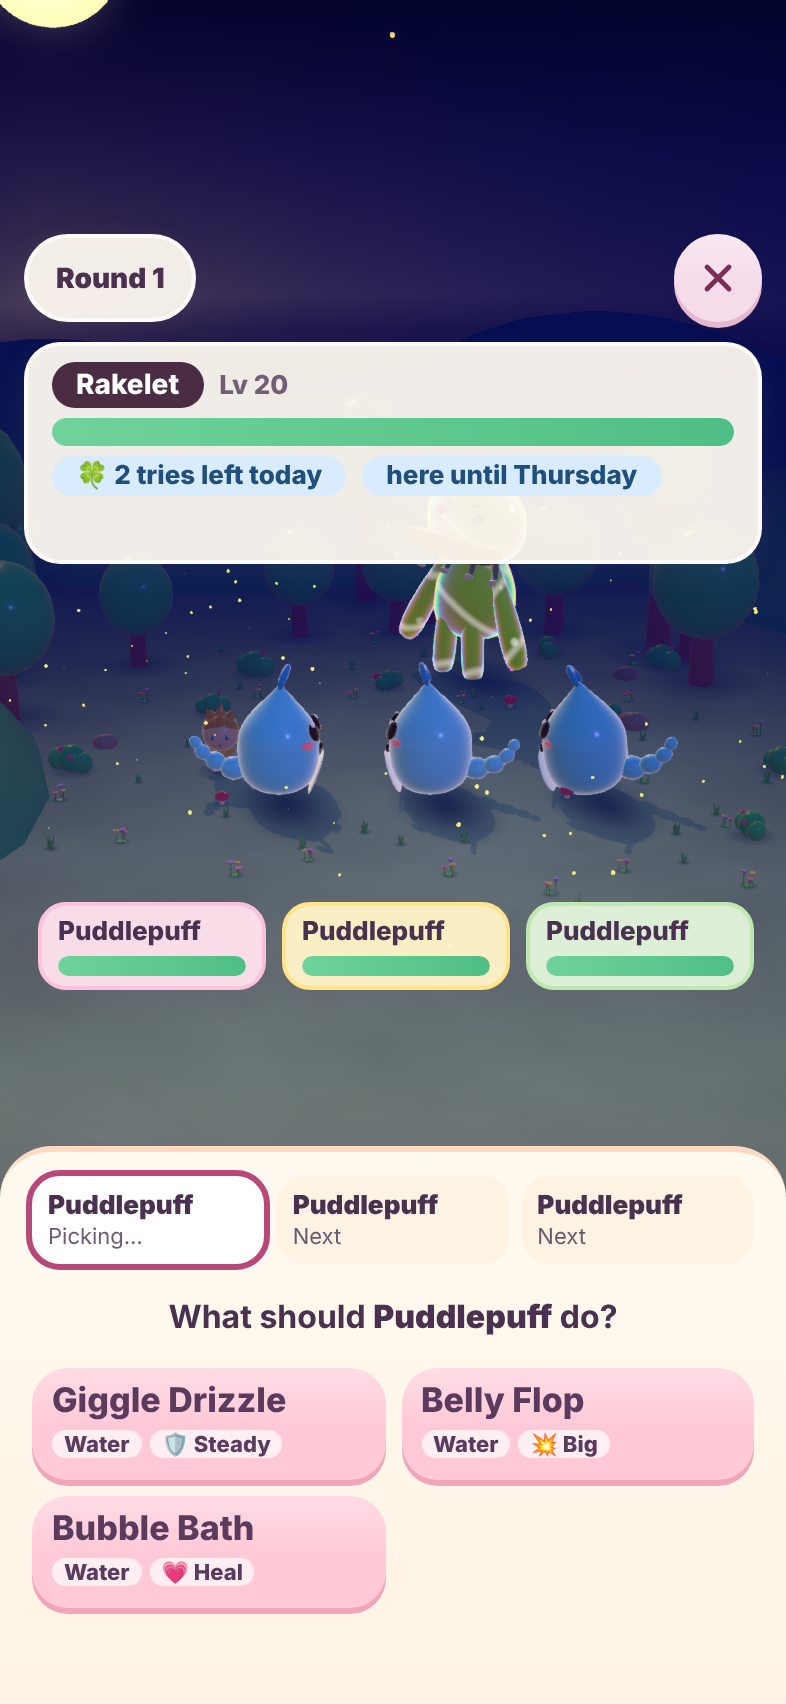 Round 1
Rakelet Lv 20
🍀 2 tries left today here until Thursday
Puddlepuff Puddlepuff Puddlepuff
Puddlepuff Puddlepuff Puddlepuff
Picking... Next Next
What should Puddlepuff do?
Giggle Drizzle Belly Flop
Water 🛡️ Steady Water 💥 Big
Bubble Bath
Water 💗 Heal